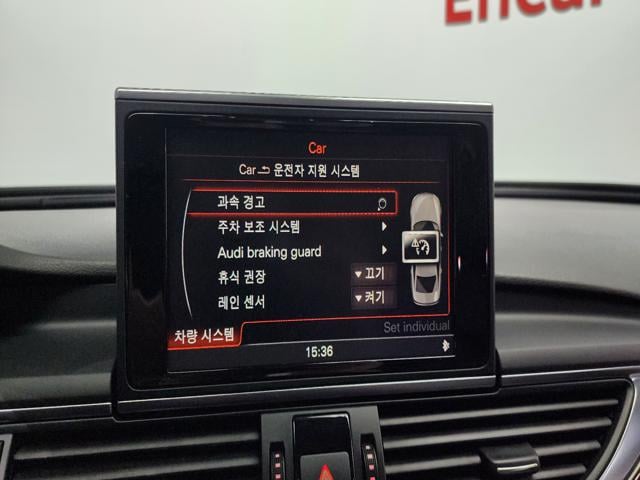 Encar
Car
Car 운전자 지원 시스템
과속 경고
주차 보조 시스템
Audi braking guard
휴식 권장 ▼ 끄기
레인 센서 ▼ 켜기
차량 시스템 Set individual
15:36